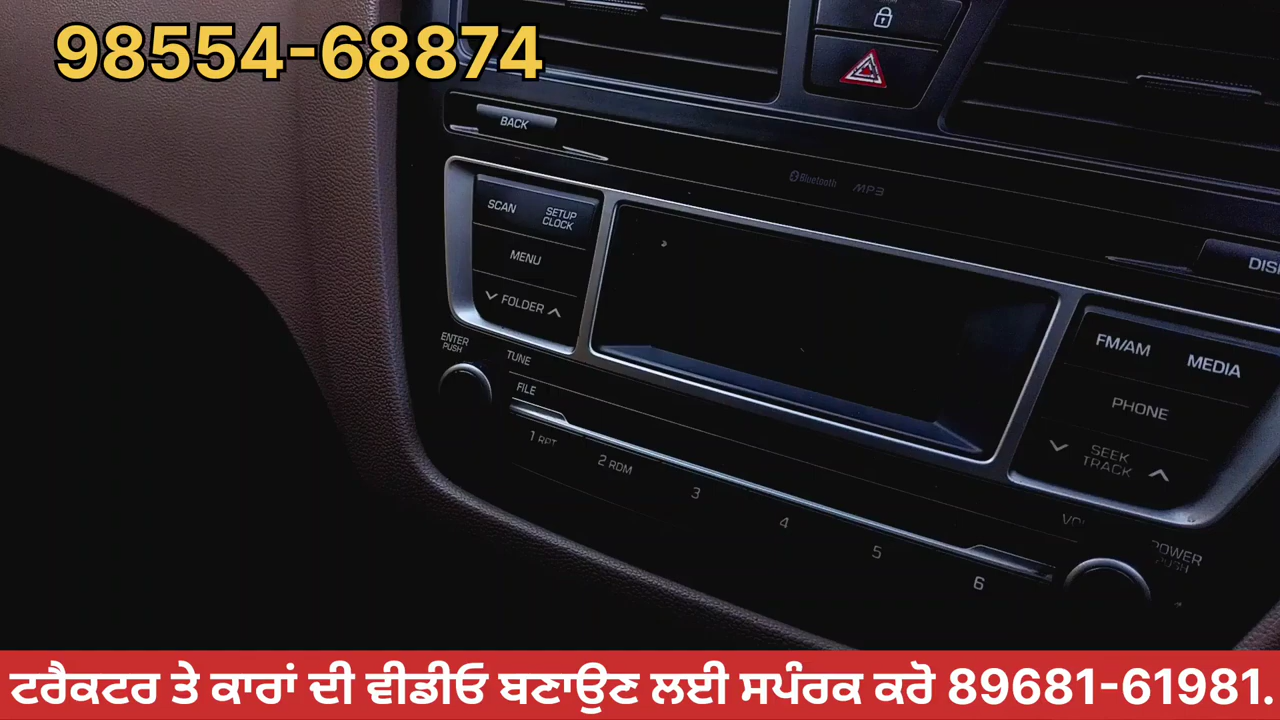 98554-68874
BACK
Bluetooth MP3
SCAN SETUP CLOCK
MENU
FOLDER
FM/AM MEDIA
PHONE
SEEK TRACK
ENTER PUSH
TUNE
FILE
1 RPT
2 RDM
3
4
5
6
POWER PUSH
ਟਰੈਕਟਰ ਤੇ ਕਾਰਾਂ ਦੀ ਵੀਡੀਓ ਬਣਾਉਣ ਲਈ ਸਪੰਰਕ ਕਰੋ 89681-61981.